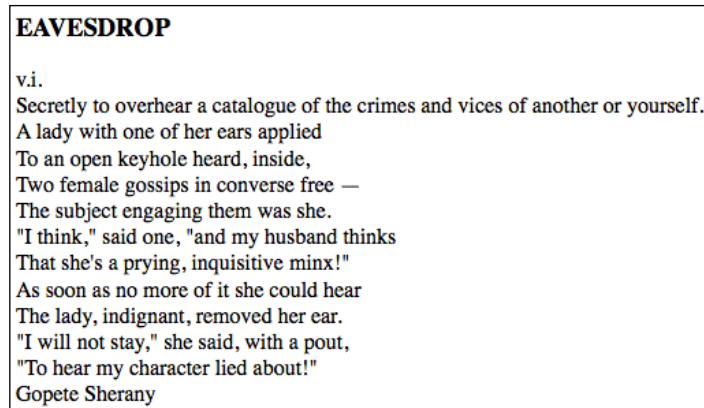 EAVESDROP
v.i.
Secretly to overhear a catalogue of the crimes and vices of another or yourself.
A lady with one of her ears applied
To an open keyhole heard, inside,
Two female gossips in converse free —
The subject engaging them was she.
"I think," said one, "and my husband thinks
That she's a prying, inquisitive minx!"
As soon as no more of it she could hear
The lady, indignant, removed her ear.
"I will not stay," she said, with a pout,
"To hear my character lied about!"
Gopete Sherany